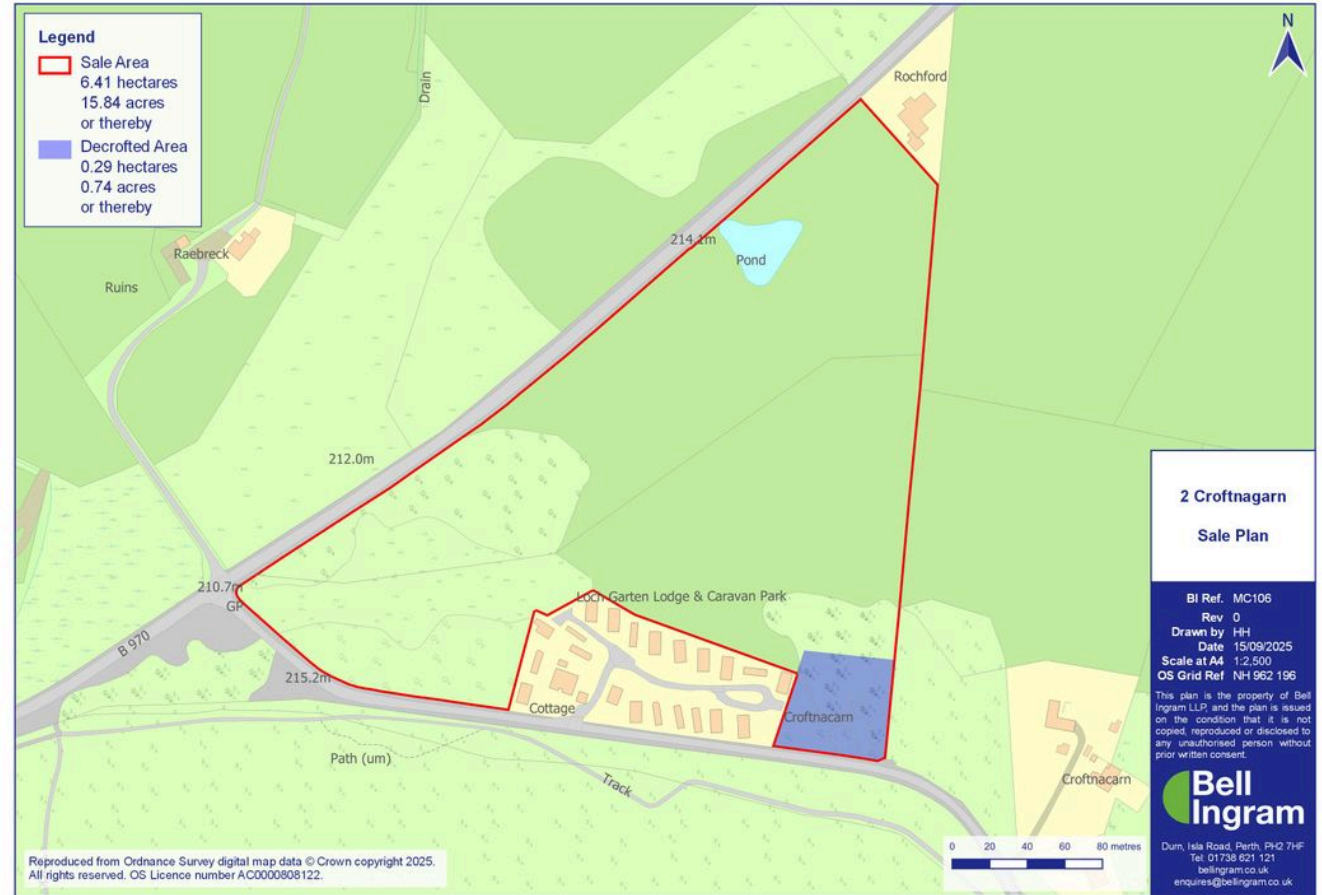 Legend
Sale Area
6.41 hectares
15.84 acres
or thereby
Decrofted Area
0.29 hectares
0.74 acres
or thereby
N
Drain
Rochford
Raebreck
Ruins
214.1m
Pond
212.0m
210.7m
GP
B 970
215.2m
Loch Garten Lodge & Caravan Park
Cottage
Croftnacarn
Path (um)
Track
Croftnacarn
0 20 40 60 80 metres
Reproduced from Ordnance Survey digital map data © Crown copyright 2025.
All rights reserved. OS Licence number AC0000808122.
2 Croftnagarn
Sale Plan
BI Ref. MC106
Rev 0
Drawn by HH
Date 15/09/2025
Scale at A4 1:2,500
OS Grid Ref NH 962 196
This plan is the property of Bell
Ingram LLP, and the plan is issued
on the condition that it is not
copied, reproduced or disclosed to
any unauthorised person without
prior written consent.
Bell
Ingram
Durn, Isla Road, Perth, PH2 7HF
Tel: 01738 621 121
bellingram.co.uk
enquires@bellingram.co.uk